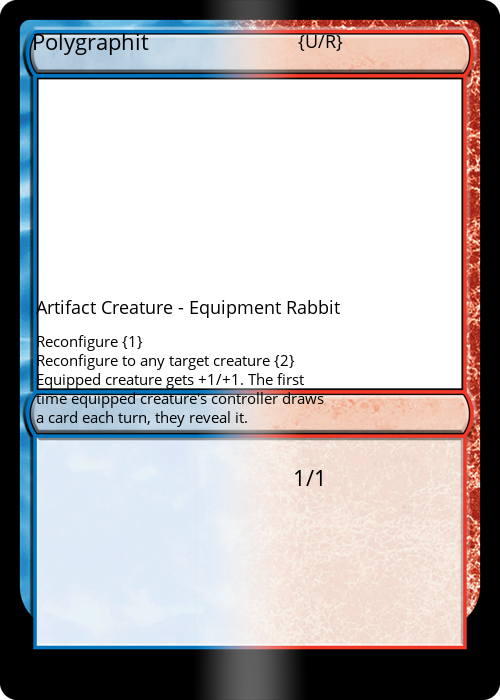 Polygraphit {U/R}
Artifact Creature - Equipment Rabbit
Reconfigure {1}
Reconfigure to any target creature {2}
Equipped creature gets +1/+1. The first
time equipped creature's controller draws
a card each turn, they reveal it.
1/1